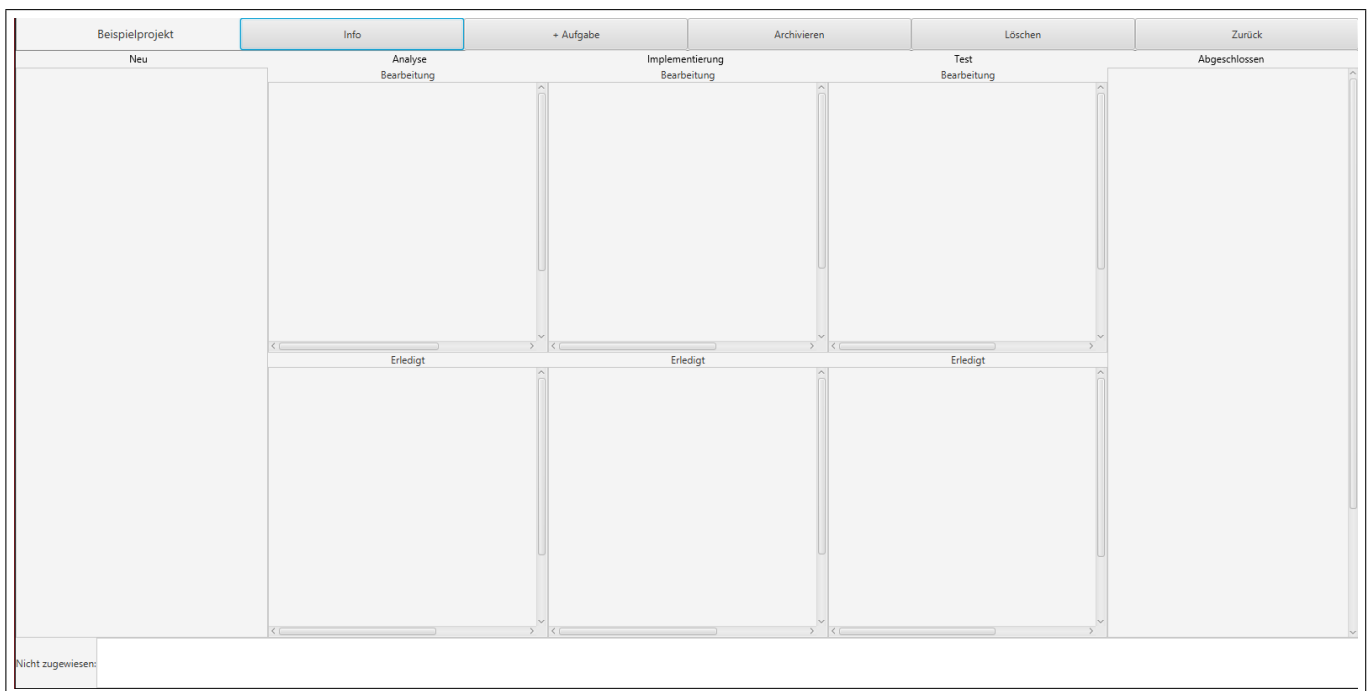 Beispielprojekt Info + Aufgabe Archivieren Löschen Zurück
Neu Analyse Implementierung Test Abgeschlossen
Bearbeitung Bearbeitung Bearbeitung
Erledigt Erledigt Erledigt
Nicht zugewiesen: